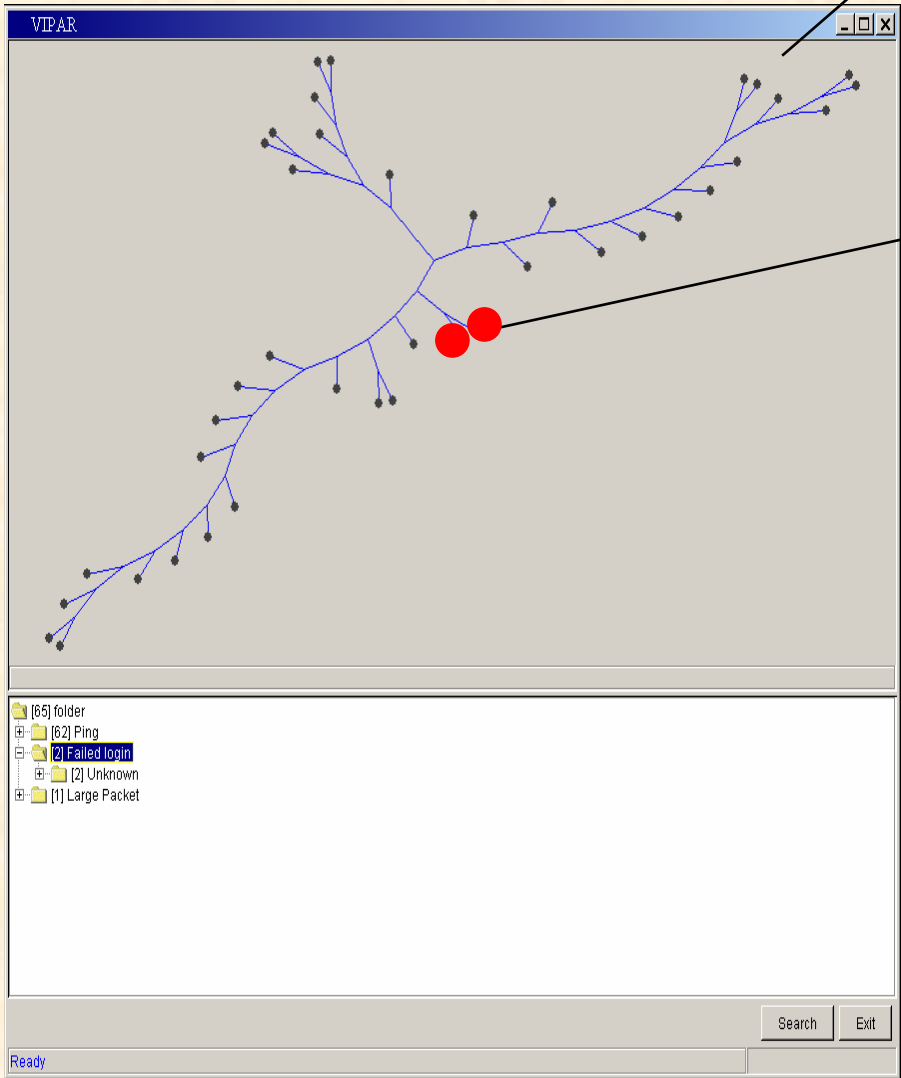 VIPAR
[65] folder
[62] Ping
[2] Failed login
[2] Unknown
[1] Large Packet
Search Exit
Ready